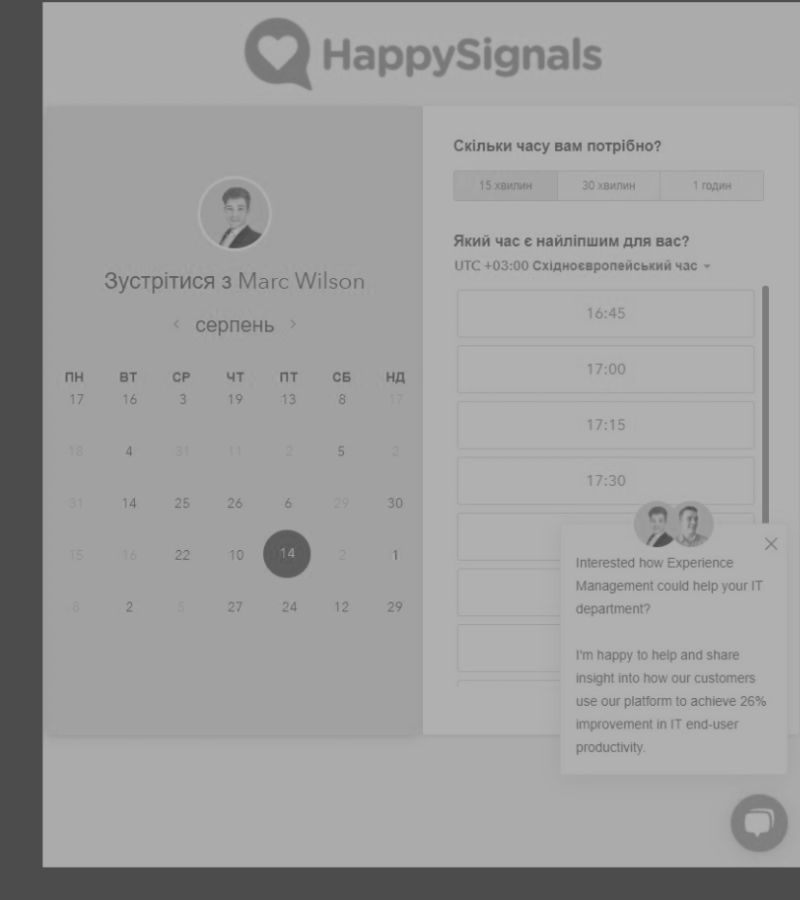 HappySignals
Зустрітися з Marc Wilson
серпень
ПН ВТ СР ЧТ ПТ СБ НД
17 16 3 19 13 8 17
18 4 31 11 2 5 2
31 14 25 26 6 29 30
15 16 22 10 14 2 1
8 2 5 27 24 12 29
Скільки часу вам потрібно?
15 хвилин 30 хвилин 1 годин
Який час є найліпшим для вас?
UTC +03:00 Східноєвропейський час
16:45
17:00
17:15
17:30
Interested how Experience
Management could help your IT
department?
I'm happy to help and share
insight into how our customers
use our platform to achieve 26%
improvement in IT end-user
productivity.